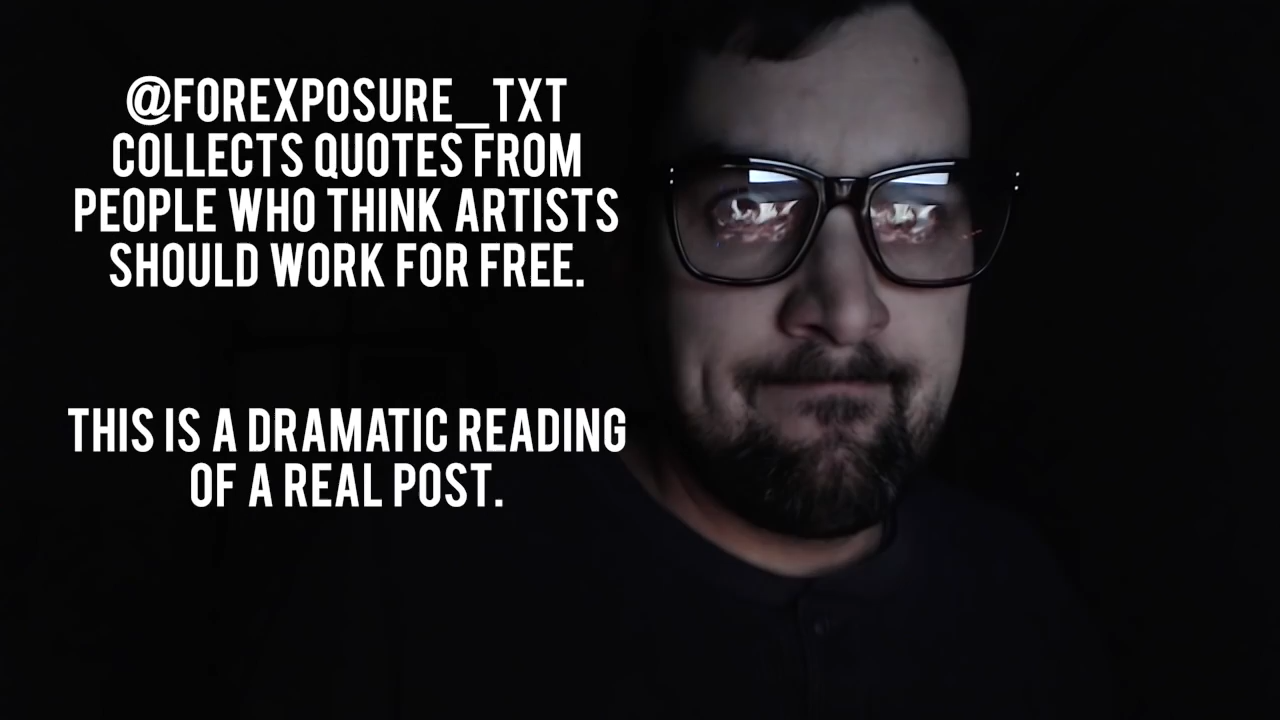 @FOREXPOSURE_TXT
COLLECTS QUOTES FROM
PEOPLE WHO THINK ARTISTS
SHOULD WORK FOR FREE.
THIS IS A DRAMATIC READING
OF A REAL POST.